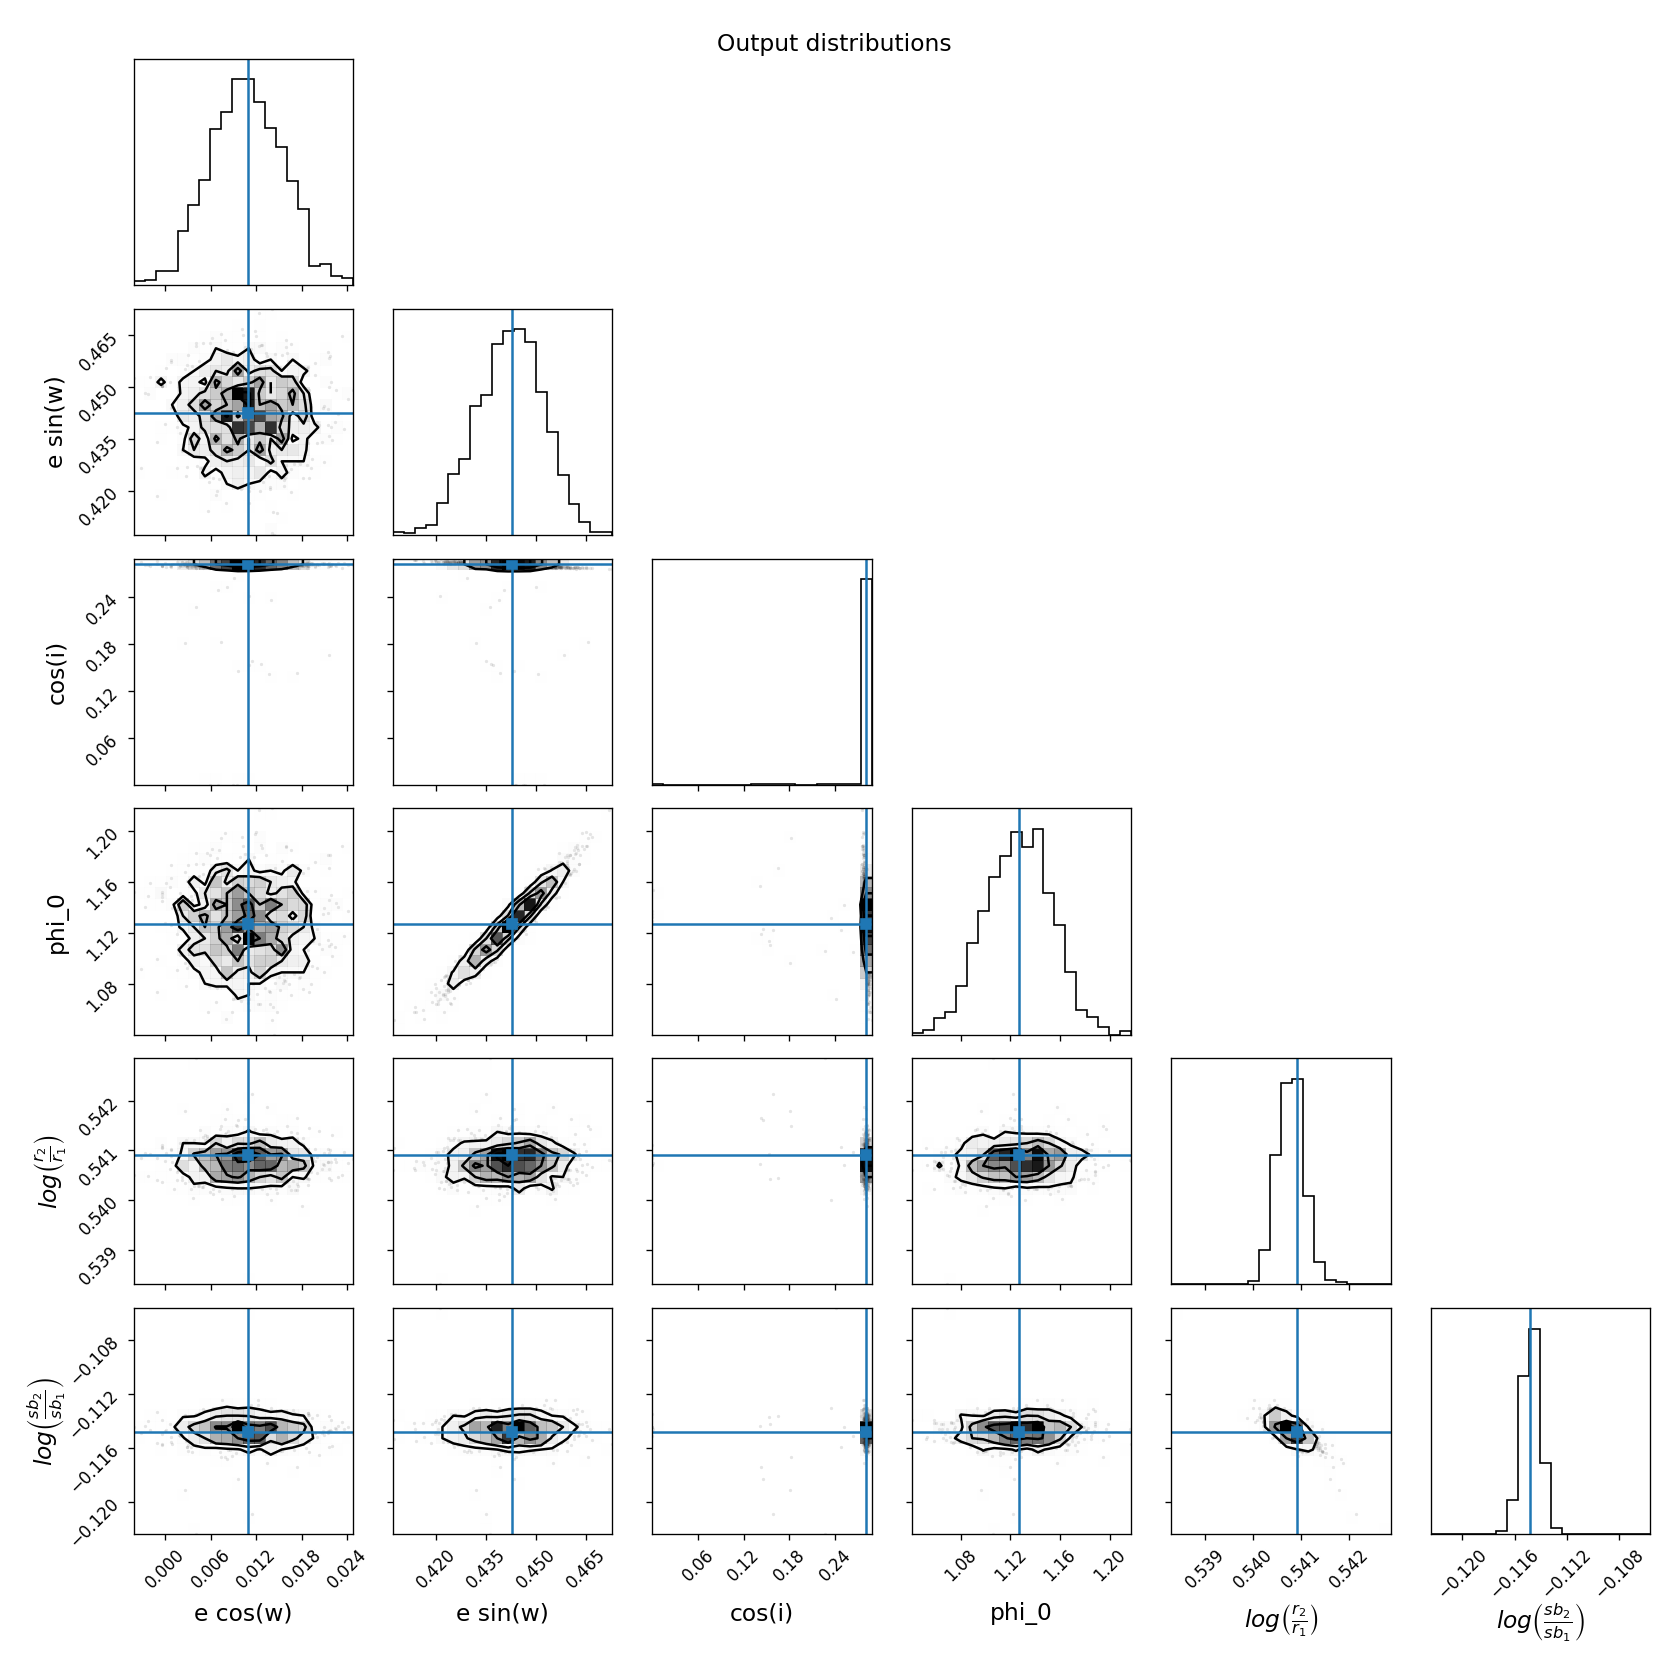 Output distributions
e sin(w)
0.465
0.450
0.435
0.420
cos(i)
0.24
0.18
0.12
0.06
phi_0
1.20
1.16
1.12
1.08
log(r₂/r₁)
0.542
0.541
0.540
0.539
log(sb₂/sb₁)
−0.108
−0.112
−0.116
−0.120
0.000 0.006 0.012 0.018 0.024 0.420 0.435 0.450 0.465 0.06 0.12 0.18 0.24 1.08 1.12 1.16 1.20 0.539 0.540 0.541 0.542 −0.120 −0.116 −0.112 −0.108
e cos(w) e sin(w) cos(i) phi_0 log(r₂/r₁) log(sb₂/sb₁)